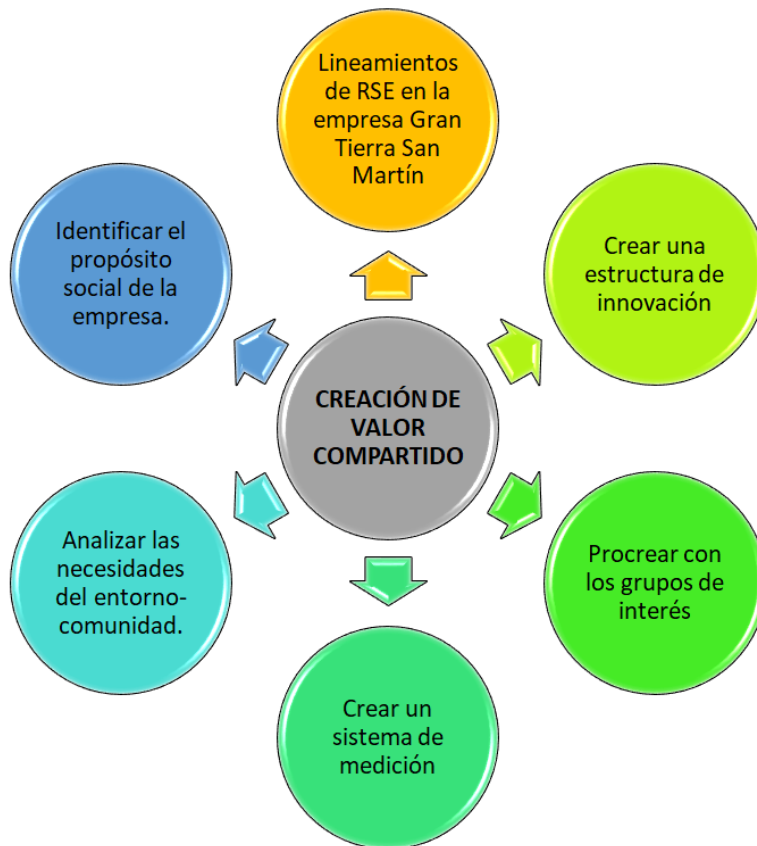 Lineamientos
de RSE en la
empresa Gran
Tierra San
Martín
Identificar el
propósito
social de la
empresa.
Crear una
estructura de
innovación
CREACIÓN DE
VALOR
COMPARTIDO
Analizar las
necesidades
del entorno-
comunidad.
Procrear con
los grupos de
interés
Crear un
sistema de
medición